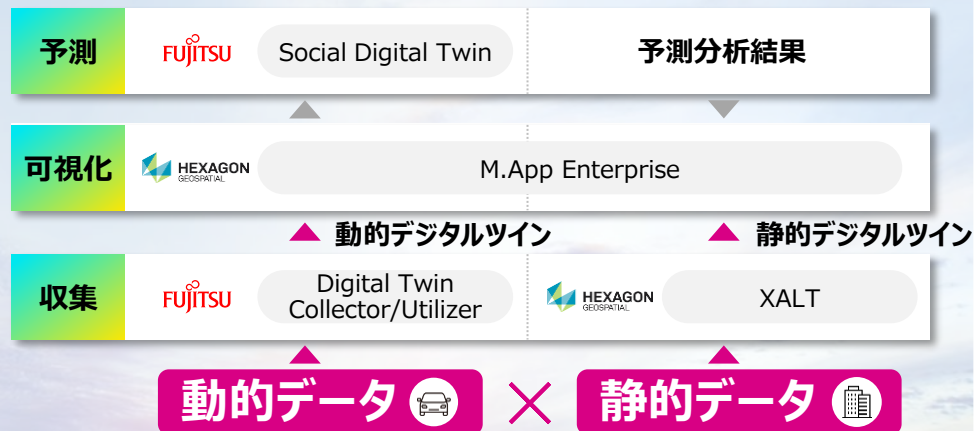 予測
FUJITSU
Social Digital Twin
予測分析結果
可視化
HEXAGON
GEOSPATIAL
M.App Enterprise
動的デジタルツイン
静的デジタルツイン
収集
FUJITSU
Digital Twin
Collector/Utilizer
HEXAGON
GEOSPATIAL
XALT
動的データ
静的データ